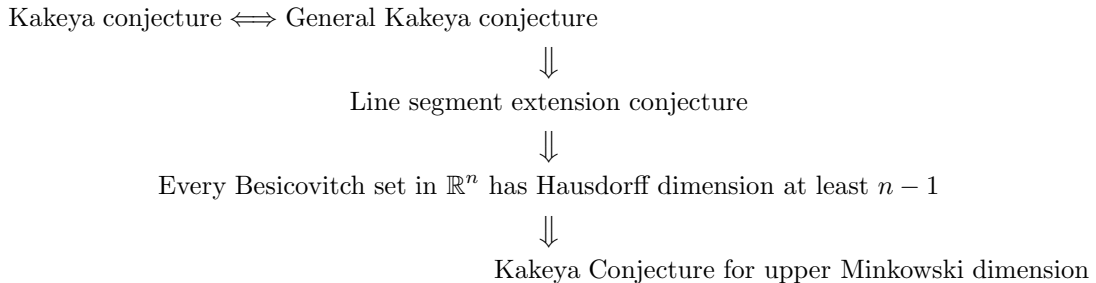 Kakeya conjecture ⟺ General Kakeya conjecture
⇓
Line segment extension conjecture
⇓
Every Besicovitch set in ℝⁿ has Hausdorff dimension at least n − 1
⇓
Kakeya Conjecture for upper Minkowski dimension